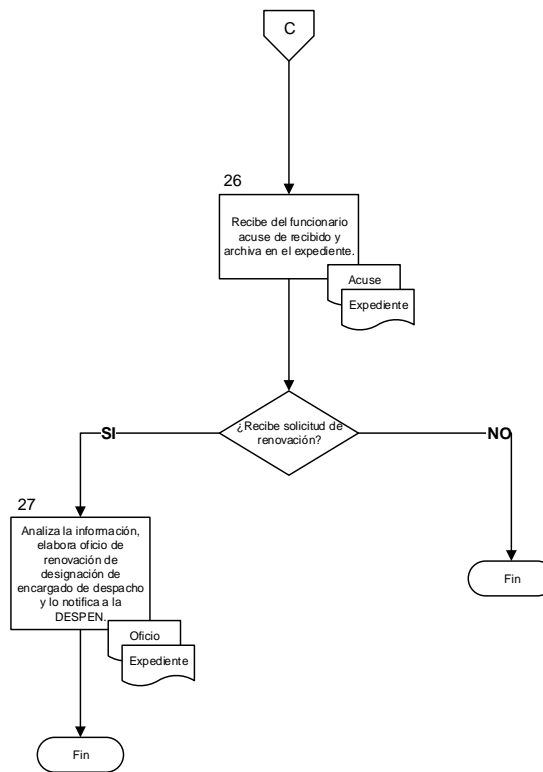 C
26
Recibe del funcionario
acuse de recibido y
archiva en el expediente.
Acuse
Expediente
¿Recibe solicitud de
renovación?
SI
NO
27
Analiza la información,
elabora oficio de
renovación de
designación de
encargado de despacho
y lo notifica a la
DESPEN.
Oficio
Expediente
Fin
Fin